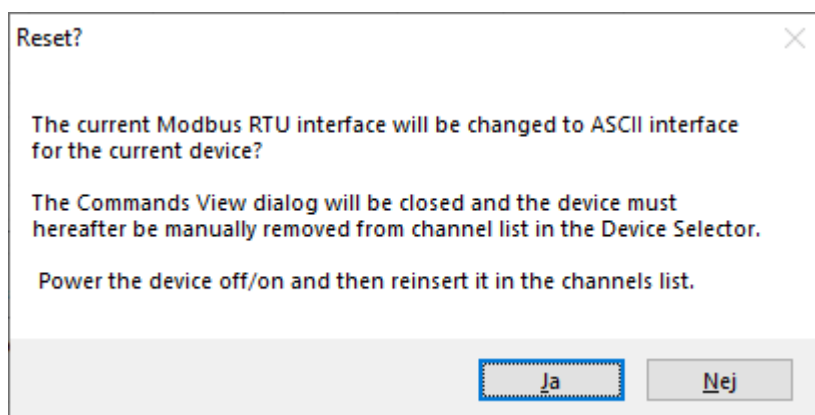 Reset?
The current Modbus RTU interface will be changed to ASCII interface
for the current device?
The Commands View dialog will be closed and the device must
hereafter be manually removed from channel list in the Device Selector.
Power the device off/on and then reinsert it in the channels list.
Ja
Nej